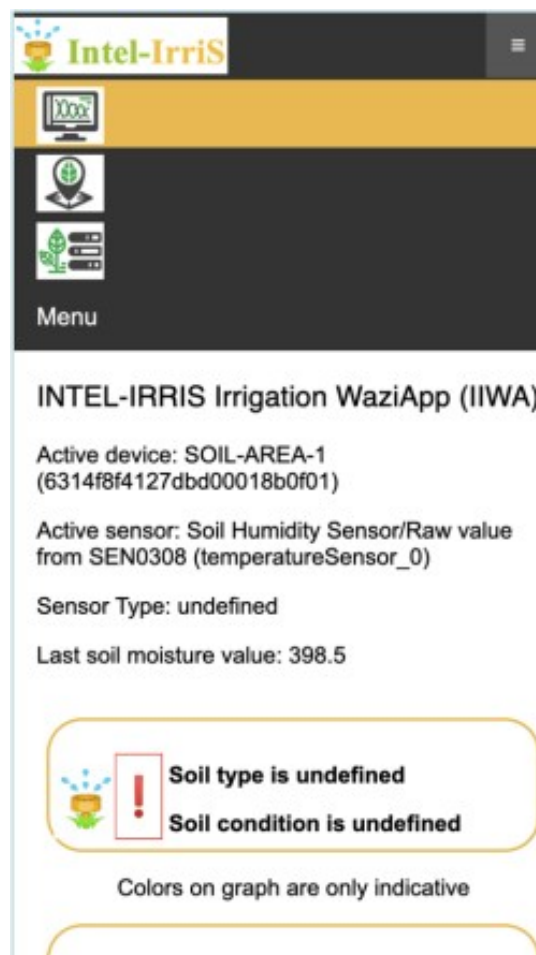 Intel-IrriS
Menu
INTEL-IRRIS Irrigation WaziApp (IIWA)
Active device: SOIL-AREA-1
(6314f8f4127dbd00018b0f01)
Active sensor: Soil Humidity Sensor/Raw value
from SEN0308 (temperatureSensor_0)
Sensor Type: undefined
Last soil moisture value: 398.5
Soil type is undefined
Soil condition is undefined
Colors on graph are only indicative